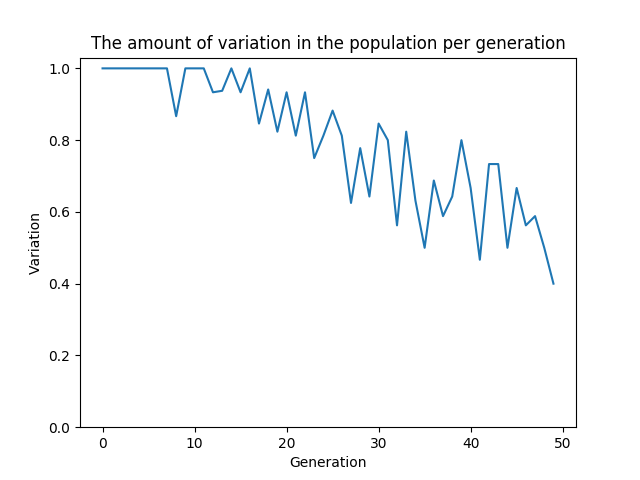 The amount of variation in the population per generation
1.0
0.8
0.6
0.4
0.2
0.0
Variation
0 10 20 30 40 50
Generation